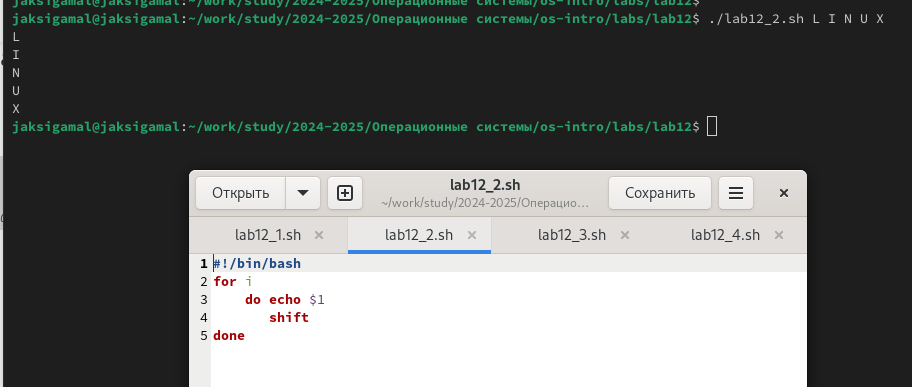 jaksigamal@jaksigamal:~/work/study/2024-2025/Операционные системы/os-intro/labs/lab12$
jaksigamal@jaksigamal:~/work/study/2024-2025/Операционные системы/os-intro/labs/lab12$ ./lab12_2.sh L I N U X
L
I
N
U
X
jaksigamal@jaksigamal:~/work/study/2024-2025/Операционные системы/os-intro/labs/lab12$
Открыть lab12_2.sh Сохранить
~/work/study/2024-2025/Операцио…
lab12_1.sh lab12_2.sh lab12_3.sh lab12_4.sh
1 #!/bin/bash
2 for i
3     do echo $1
4        shift
5 done